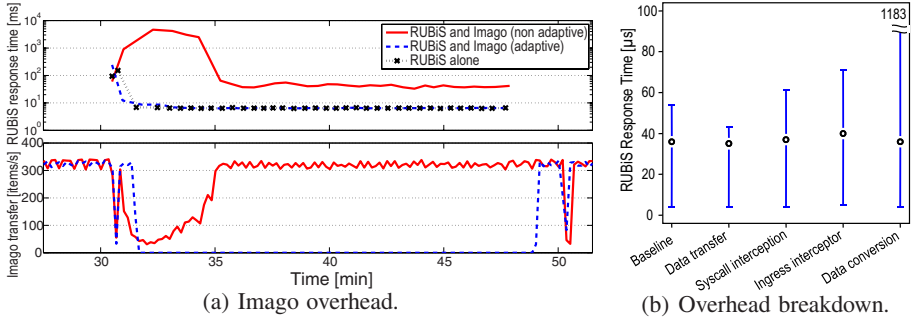 RUBiS response time [ms]
10^4
10^3
10^2
10^1
10^0
RUBiS and Imago (non adaptive)
RUBiS and Imago (adaptive)
RUBiS alone
Imago transfer [items/s]
400
300
200
100
0
30
35
40
45
50
Time [min]
(a) Imago overhead.
RUBiS Response Time [µs]
100
80
60
40
20
0
1183
Baseline
Data transfer
Syscall interception
Ingress interceptor
Data conversion
(b) Overhead breakdown.